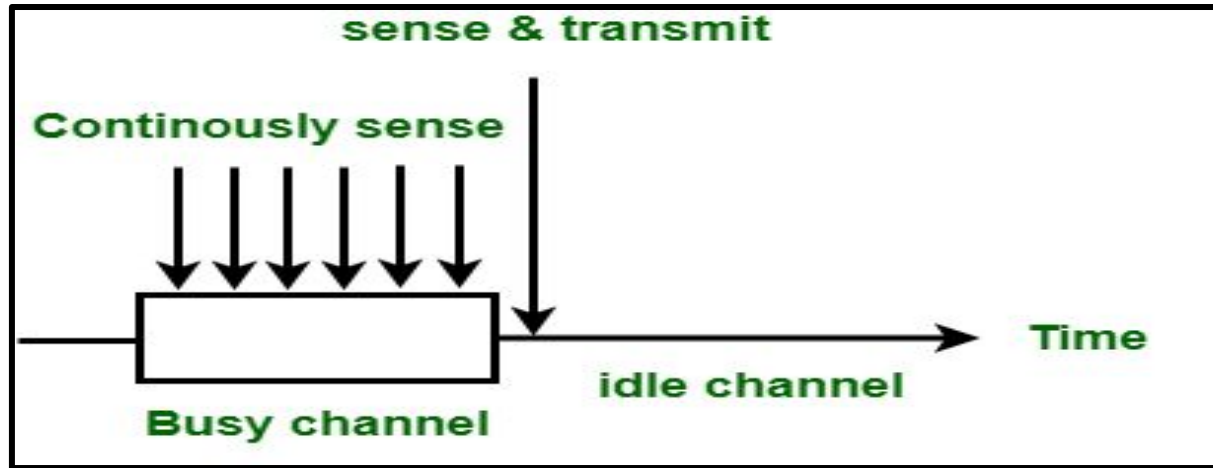 sense & transmit
Continously sense
Time
idle channel
Busy channel